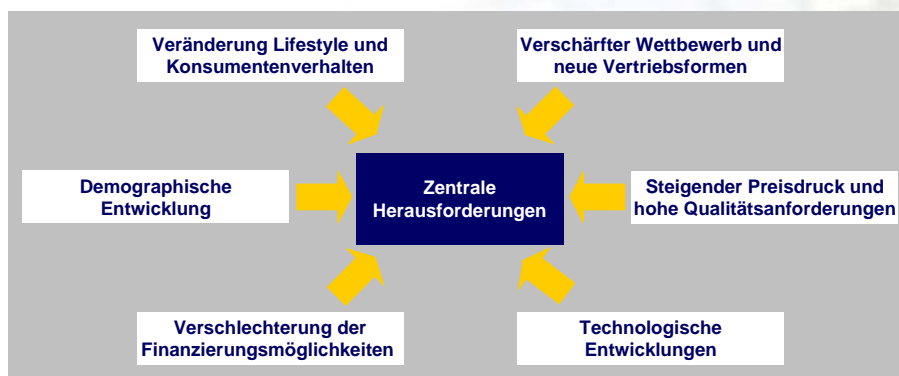 Veränderung Lifestyle und
Konsumentenverhalten
Verschärfter Wettbewerb und
neue Vertriebsformen
Demographische
Entwicklung
Zentrale
Herausforderungen
Steigender Preisdruck und
hohe Qualitätsanforderungen
Verschlechterung der
Finanzierungsmöglichkeiten
Technologische
Entwicklungen